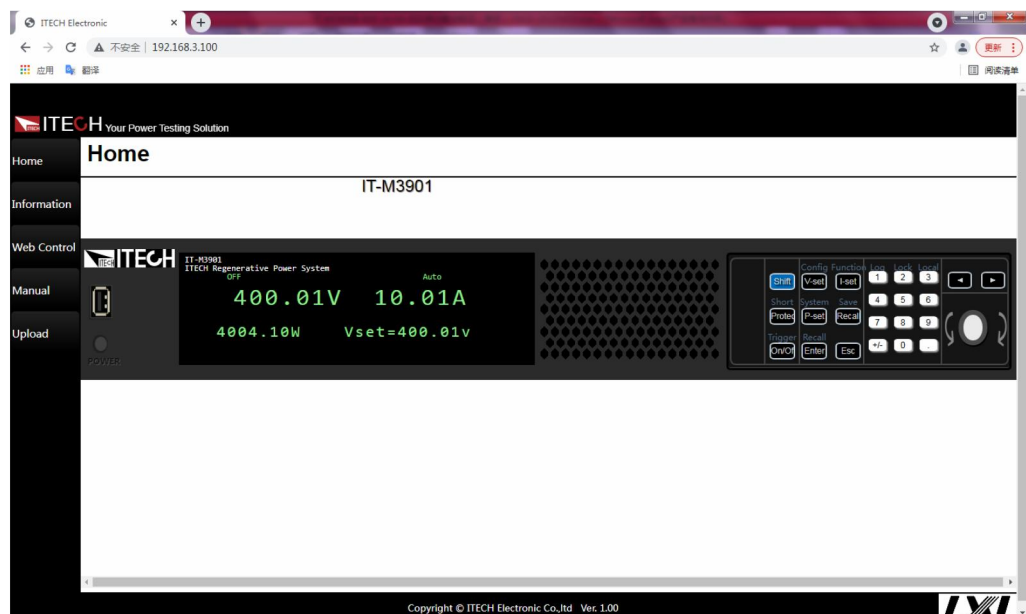 ITECH Electronic
不安全 | 192.168.3.100
更新
应用 翻译 阅读清单
ITECH Your Power Testing Solution
Home
Home
IT-M3901
Information
Web Control
Manual
Upload
ITECH
IT-M3901
ITECH Regenerative Power System
OFF Auto
400.01V 10.01A
4004.10W Vset=400.01v
POWER
Config Function Log Lock Local
Shift V-set I-set 1 2 3
Short System Save 4 5 6
Protec P-set Recal
7 8 9
Trigger Recall
On/Of Enter Esc +/- 0 .
Copyright © ITECH Electronic Co.,ltd Ver. 1.00
LXI